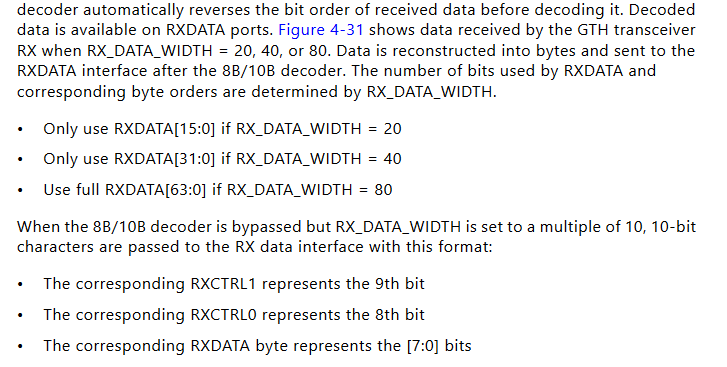 decoder automatically reverses the bit order of received data before decoding it. Decoded
data is available on RXDATA ports. Figure 4-31 shows data received by the GTH transceiver
RX when RX_DATA_WIDTH = 20, 40, or 80. Data is reconstructed into bytes and sent to the
RXDATA interface after the 8B/10B decoder. The number of bits used by RXDATA and
corresponding byte orders are determined by RX_DATA_WIDTH.
• Only use RXDATA[15:0] if RX_DATA_WIDTH = 20
• Only use RXDATA[31:0] if RX_DATA_WIDTH = 40
• Use full RXDATA[63:0] if RX_DATA_WIDTH = 80
When the 8B/10B decoder is bypassed but RX_DATA_WIDTH is set to a multiple of 10, 10-bit
characters are passed to the RX data interface with this format:
• The corresponding RXCTRL1 represents the 9th bit
• The corresponding RXCTRL0 represents the 8th bit
• The corresponding RXDATA byte represents the [7:0] bits